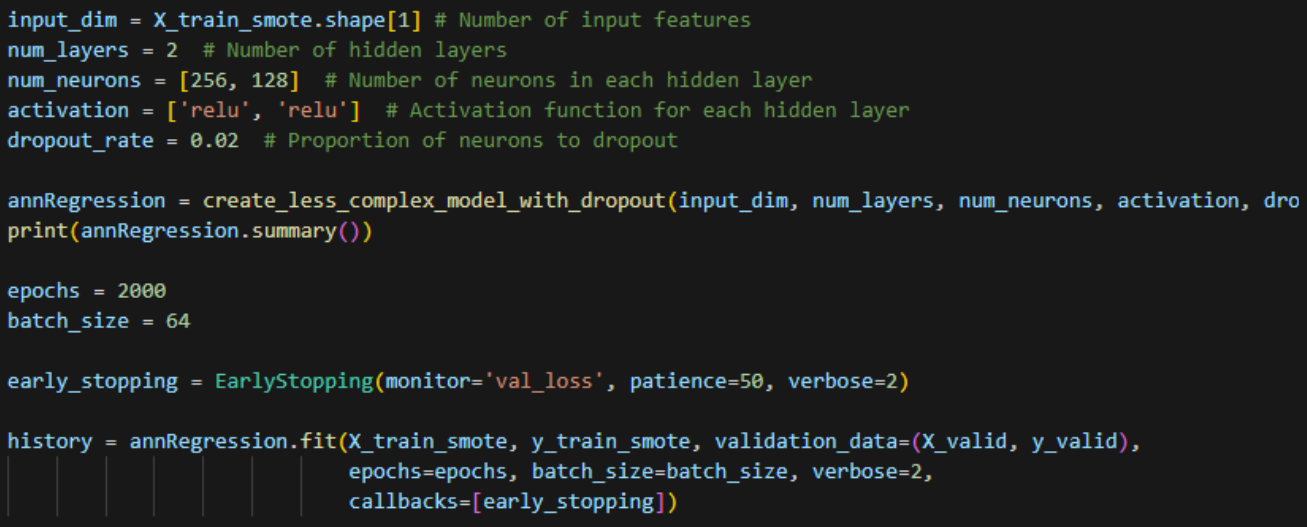 input_dim = X_train_smote.shape[1] # Number of input features
num_layers = 2  # Number of hidden layers
num_neurons = [256, 128]  # Number of neurons in each hidden layer
activation = ['relu', 'relu']  # Activation function for each hidden layer
dropout_rate = 0.02  # Proportion of neurons to dropout
annRegression = create_less_complex_model_with_dropout(input_dim, num_layers, num_neurons, activation, dro
print(annRegression.summary())
epochs = 2000
batch_size = 64
early_stopping = EarlyStopping(monitor='val_loss', patience=50, verbose=2)
history = annRegression.fit(X_train_smote, y_train_smote, validation_data=(X_valid, y_valid),
epochs=epochs, batch_size=batch_size, verbose=2,
callbacks=[early_stopping])